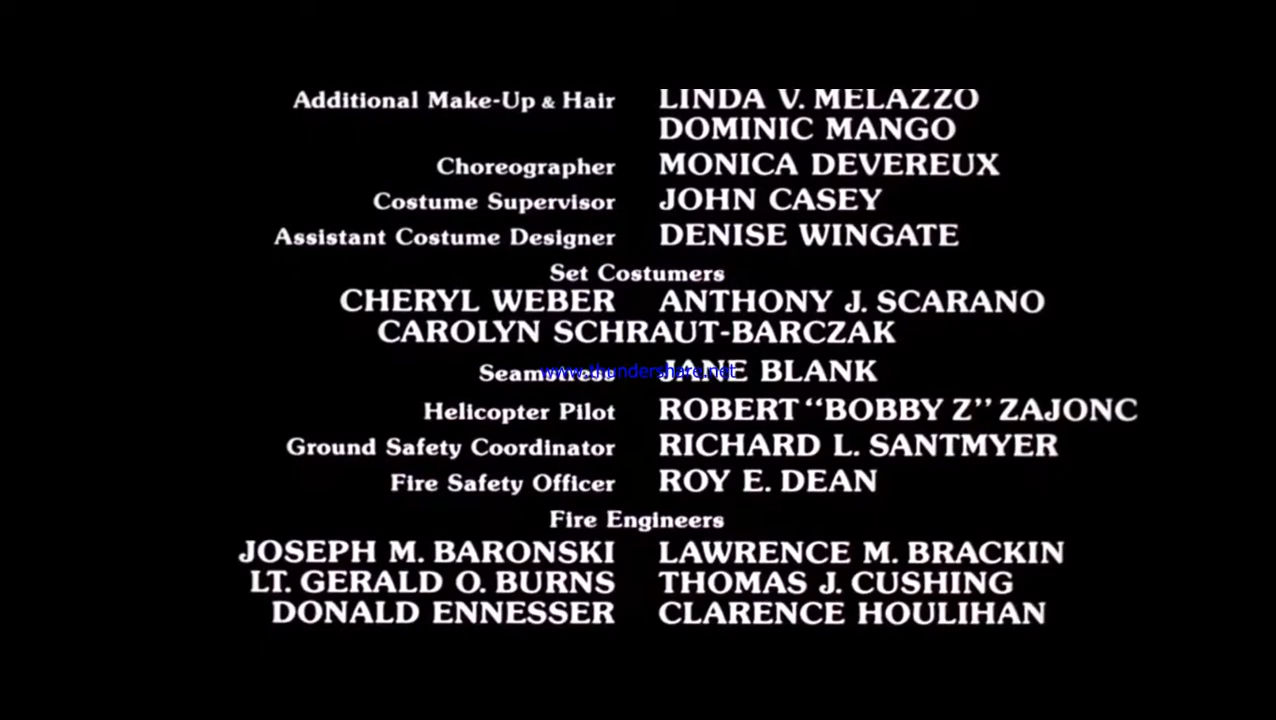 Additional Make-Up & Hair LINDA V. MELAZZO
DOMINIC MANGO
Choreographer MONICA DEVEREUX
Costume Supervisor JOHN CASEY
Assistant Costume Designer DENISE WINGATE
Set Costumers
CHERYL WEBER ANTHONY J. SCARANO
CAROLYN SCHRAUT-BARCZAK
JANE BLANK
www.thundershare.net
Helicopter Pilot ROBERT "BOBBY Z" ZAJONC
Ground Safety Coordinator RICHARD L. SANTMYER
Fire Safety Officer ROY E. DEAN
Fire Engineers
JOSEPH M. BARONSKI LAWRENCE M. BRACKIN
LT. GERALD O. BURNS THOMAS J. CUSHING
DONALD ENNESSER CLARENCE HOULIHAN